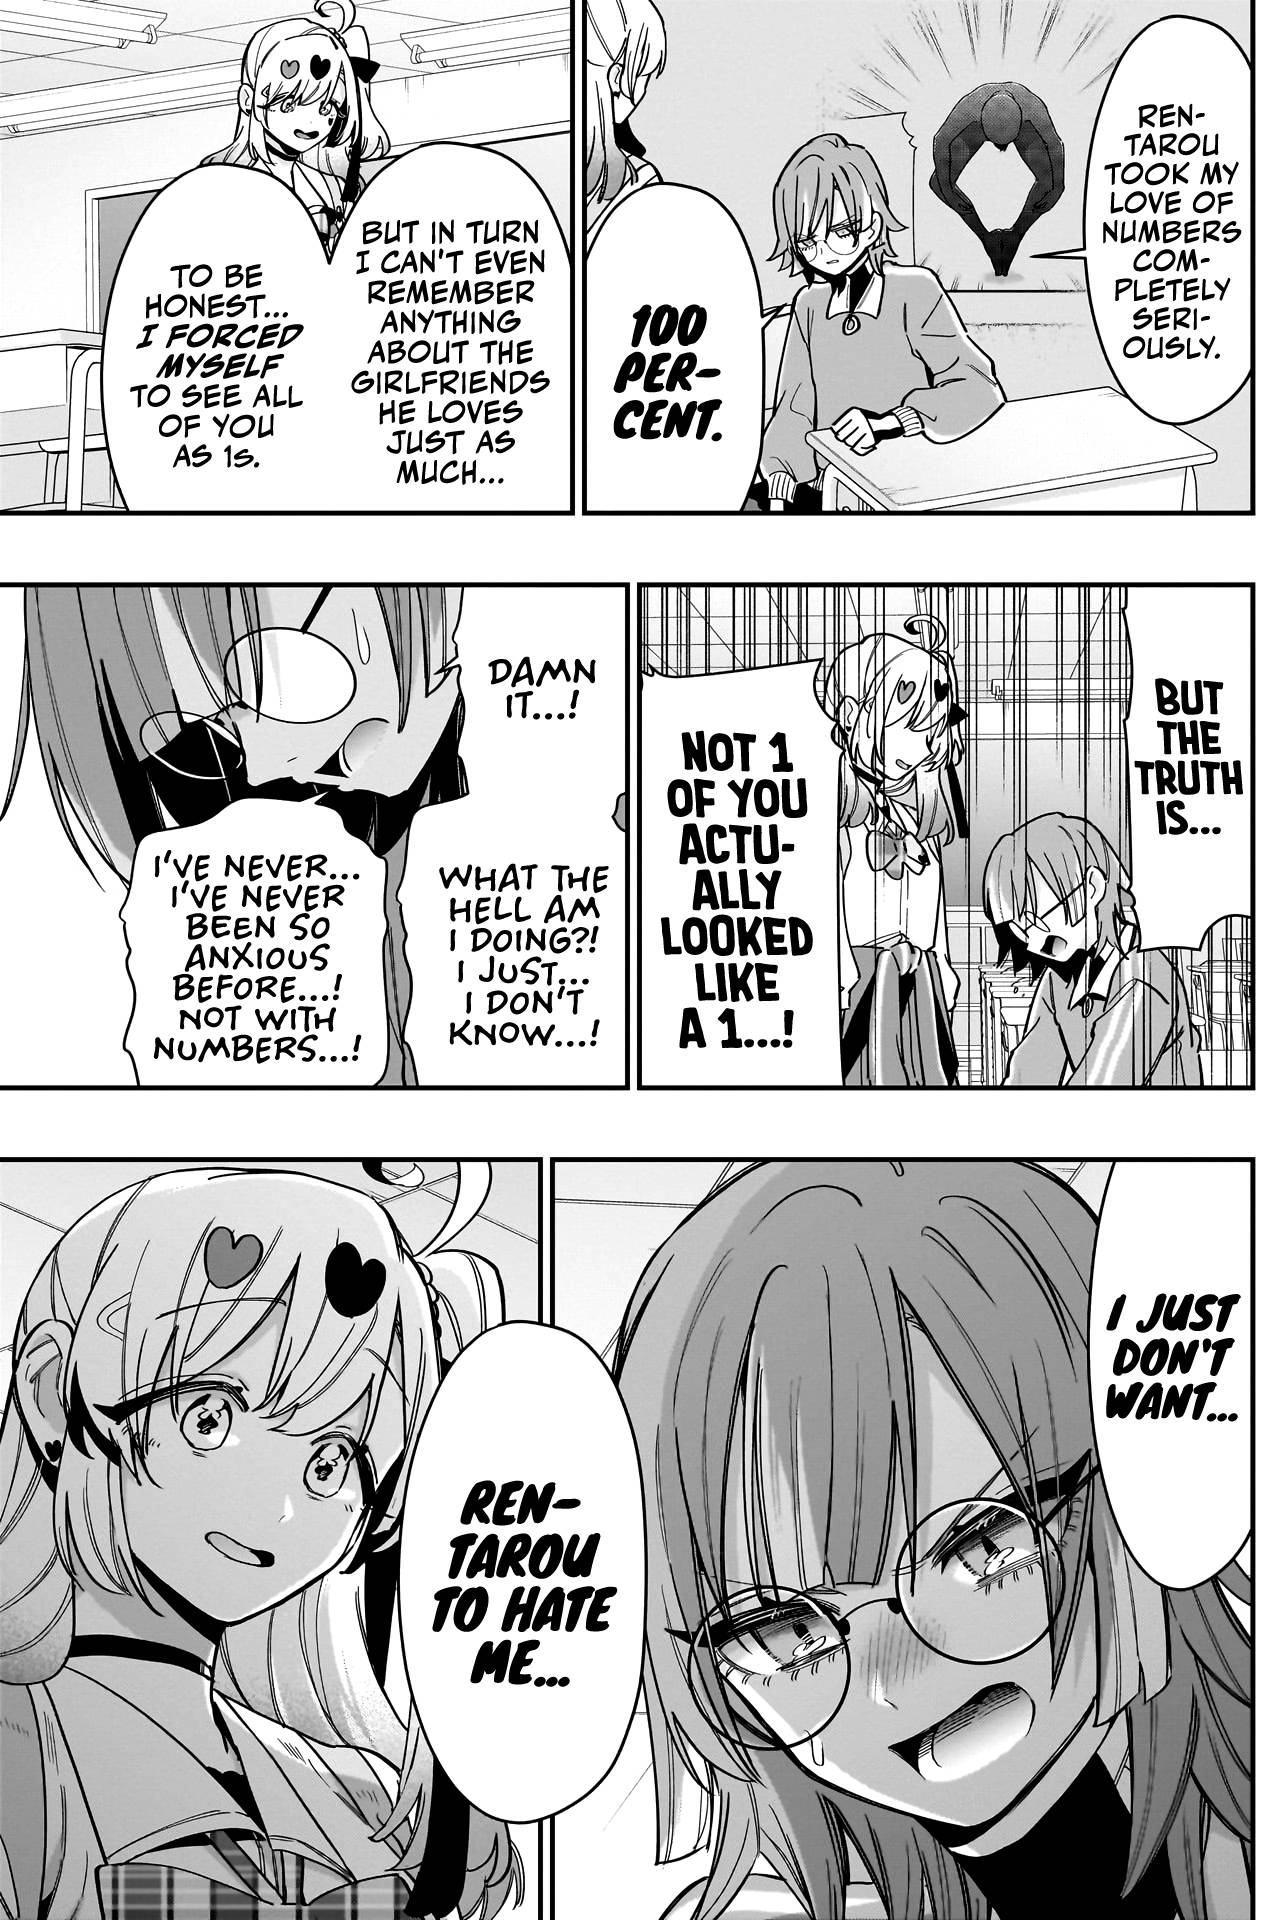 REN-
TAROU
TOOK MY
LOVE OF
NUMBERS
COM-
PLETELY
SERI-
OUSLY.
100
PER-
CENT.
BUT IN TURN
I CAN'T EVEN
REMEMBER
ANYTHING
ABOUT THE
GIRLFRIENDS
HE LOVES
JUST AS
MUCH...
TO BE
HONEST...
I FORCED
MYSELF
TO SEE ALL
OF YOU
AS 1s.
BUT
THE
TRUTH
IS...
NOT 1
OF YOU
ACTU-
ALLY
LOOKED
LIKE
A 1...!
DAMN
IT...!
WHAT THE
HELL AM
I DOING?!
I JUST...
I DON'T
KNOW...!
I'VE NEVER...
I'VE NEVER
BEEN SO
ANXIOUS
BEFORE...!
NOT WITH
NUMBERS...!
I JUST
DON'T
WANT...
REN-
TAROU
TO HATE
ME...